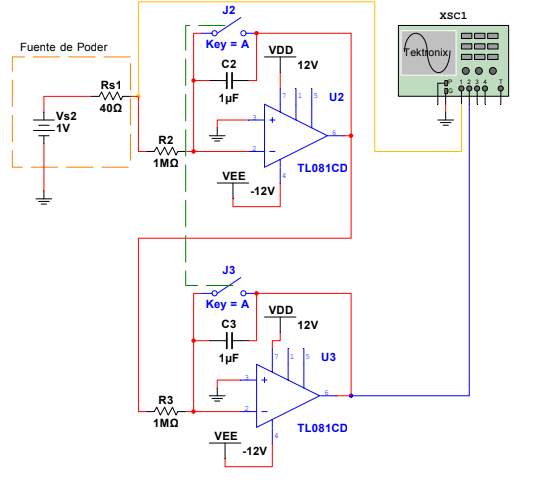 J2
XSC1
Key = A
Fuente de Poder
VDD
12V
Tektronix
C2
1µF
Rs1
40Ω
U2
P
G
1 2 3 4
T
7 1 5
Vs2
1V
3
+
6
R2
1MΩ
2
−
TL081CD
VEE
-12V
4
J3
Key = A
VDD
12V
C3
1µF
U3
7 1 5
3
+
6
R3
1MΩ
2
−
TL081CD
VEE
-12V
4